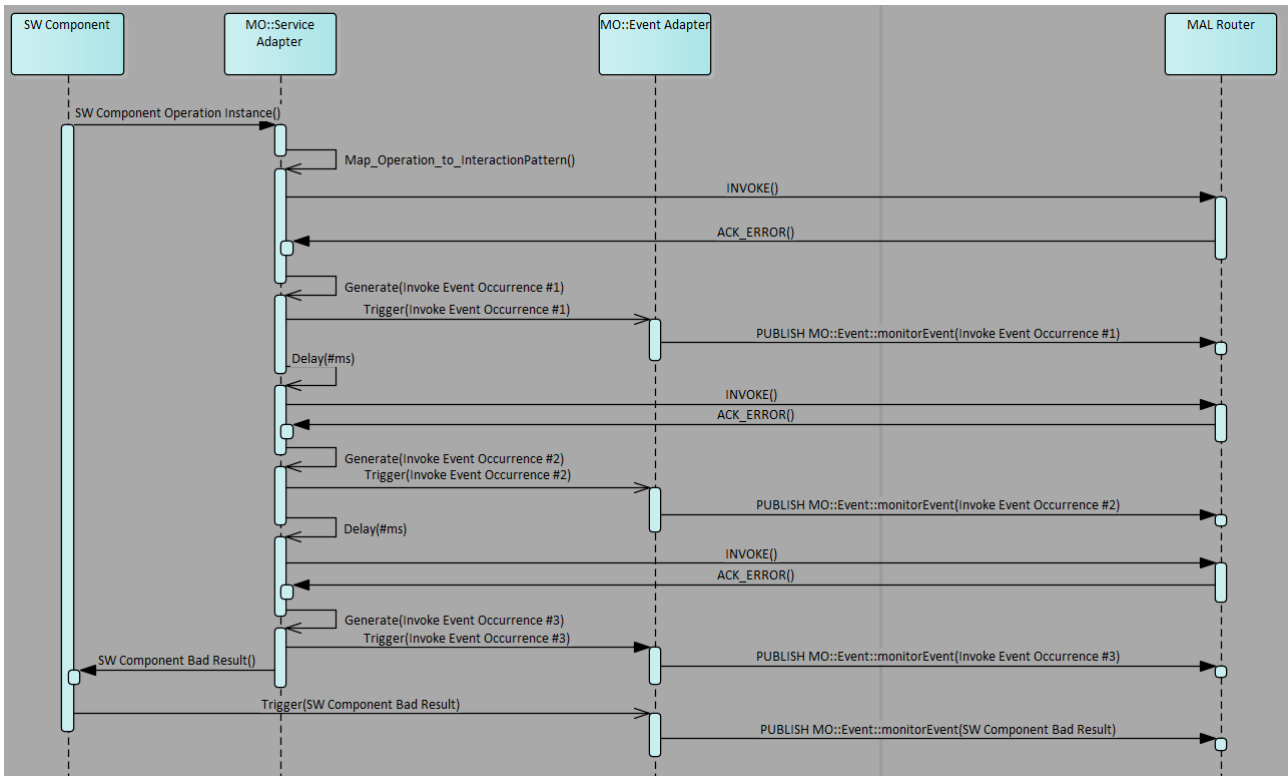 SW Component
MO::Service
Adapter
MO::Event Adapter
MAL Router
SW Component Operation Instance()
Map_Operation_to_InteractionPattern()
INVOKE()
ACK_ERROR()
Generate(Invoke Event Occurrence #1)
Trigger(Invoke Event Occurrence #1)
PUBLISH MO::Event::monitorEvent(Invoke Event Occurrence #1)
Delay(#ms)
INVOKE()
ACK_ERROR()
Generate(Invoke Event Occurrence #2)
Trigger(Invoke Event Occurrence #2)
PUBLISH MO::Event::monitorEvent(Invoke Event Occurrence #2)
Delay(#ms)
INVOKE()
ACK_ERROR()
Generate(Invoke Event Occurrence #3)
Trigger(Invoke Event Occurrence #3)
PUBLISH MO::Event::monitorEvent(Invoke Event Occurrence #3)
SW Component Bad Result()
Trigger(SW Component Bad Result)
PUBLISH MO::Event::monitorEvent(SW Component Bad Result)